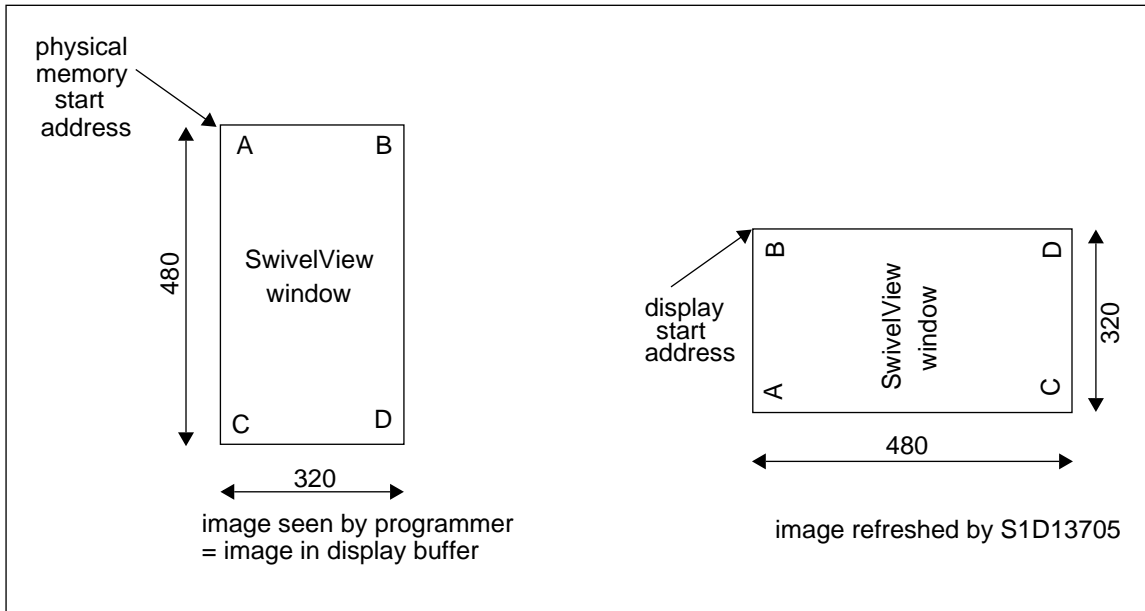 physical
memory
start
address
A
B
480
SwivelView
window
C
D
320
image seen by programmer
= image in display buffer
display
start
address
B
D
SwivelView
window
A
C
320
480
image refreshed by S1D13705